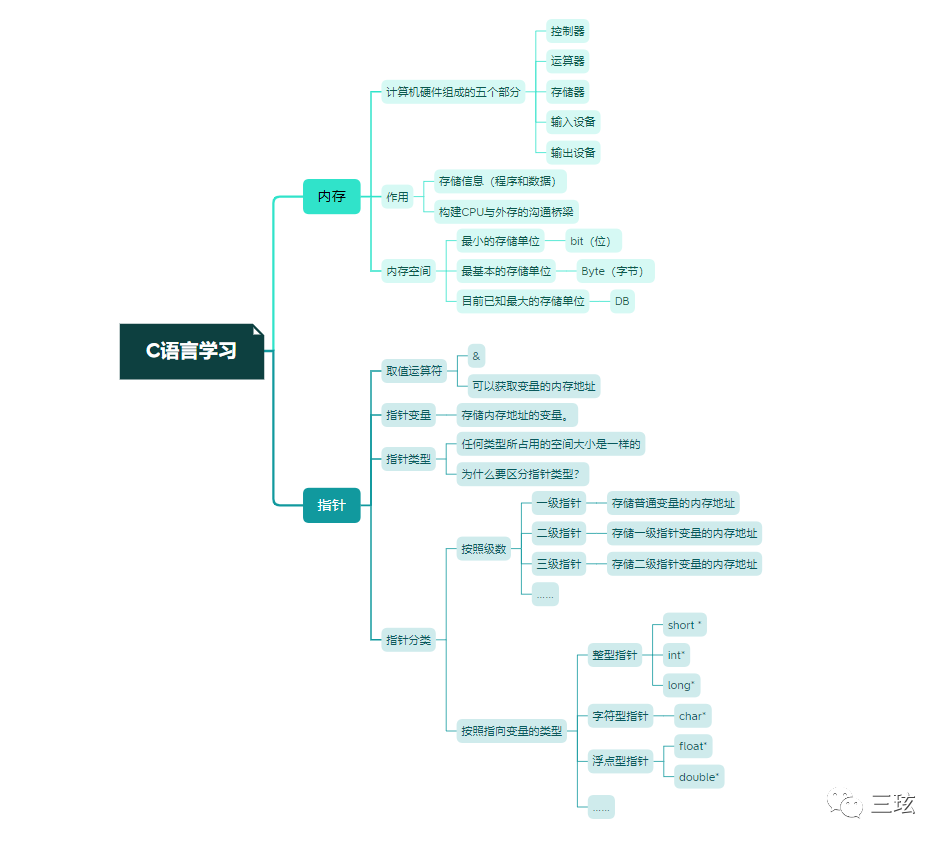 C语言学习
内存
计算机硬件组成的五个部分
控制器
运算器
存储器
输入设备
输出设备
作用
存储信息（程序和数据）
构建CPU与外存的沟通桥梁
内存空间
最小的存储单位
bit（位）
最基本的存储单位
Byte（字节）
目前已知最大的存储单位
DB
指针
取值运算符
&
可以获取变量的内存地址
指针变量
存储内存地址的变量。
指针类型
任何类型所占用的空间大小是一样的
为什么要区分指针类型？
指针分类
按照级数
一级指针
存储普通变量的内存地址
二级指针
存储一级指针变量的内存地址
三级指针
存储二级指针变量的内存地址
……
按照指向变量的类型
整型指针
short *
int*
long*
字符型指针
char*
浮点型指针
float*
double*
……
三玹